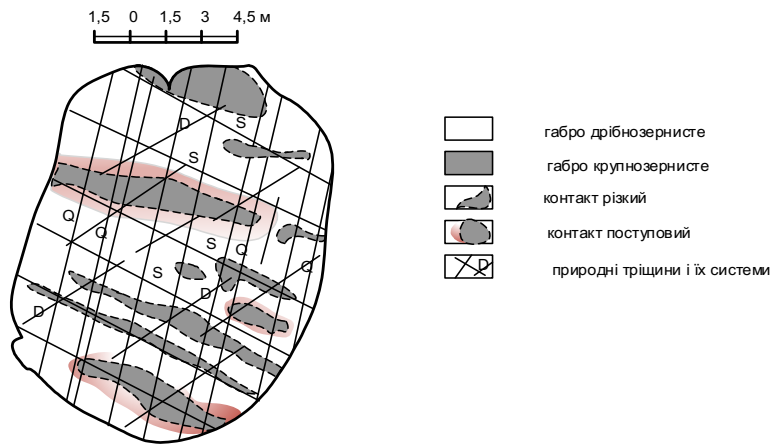 1,5 0 1,5 3 4,5 м
D S
S
Q Q
S Q Q
S
D
D
габро дрібнозернисте
габро крупнозернисте
контакт різкий
контакт поступовий
D природні тріщини і їх системи